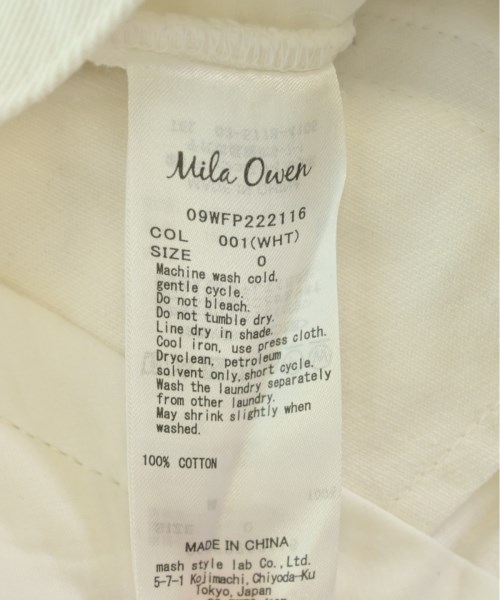 Mila Owen
09WFP222116
COL 001(WHT)
SIZE 0
Machine wash cold,
gentle cycle.
Do not bleach.
Do not tumble dry.
Line dry in shade.
Cool iron, use press cloth.
Dryclean, petroleum
solvent only,short cycle.
Wash the laundry separately
from other laundry.
May shrink slightly when
washed.
100% COTTON
MADE IN CHINA
mash style lab Co.,Ltd.
5-7-1 Kojimachi,Chiyoda-Ku
Tokyo,Japan